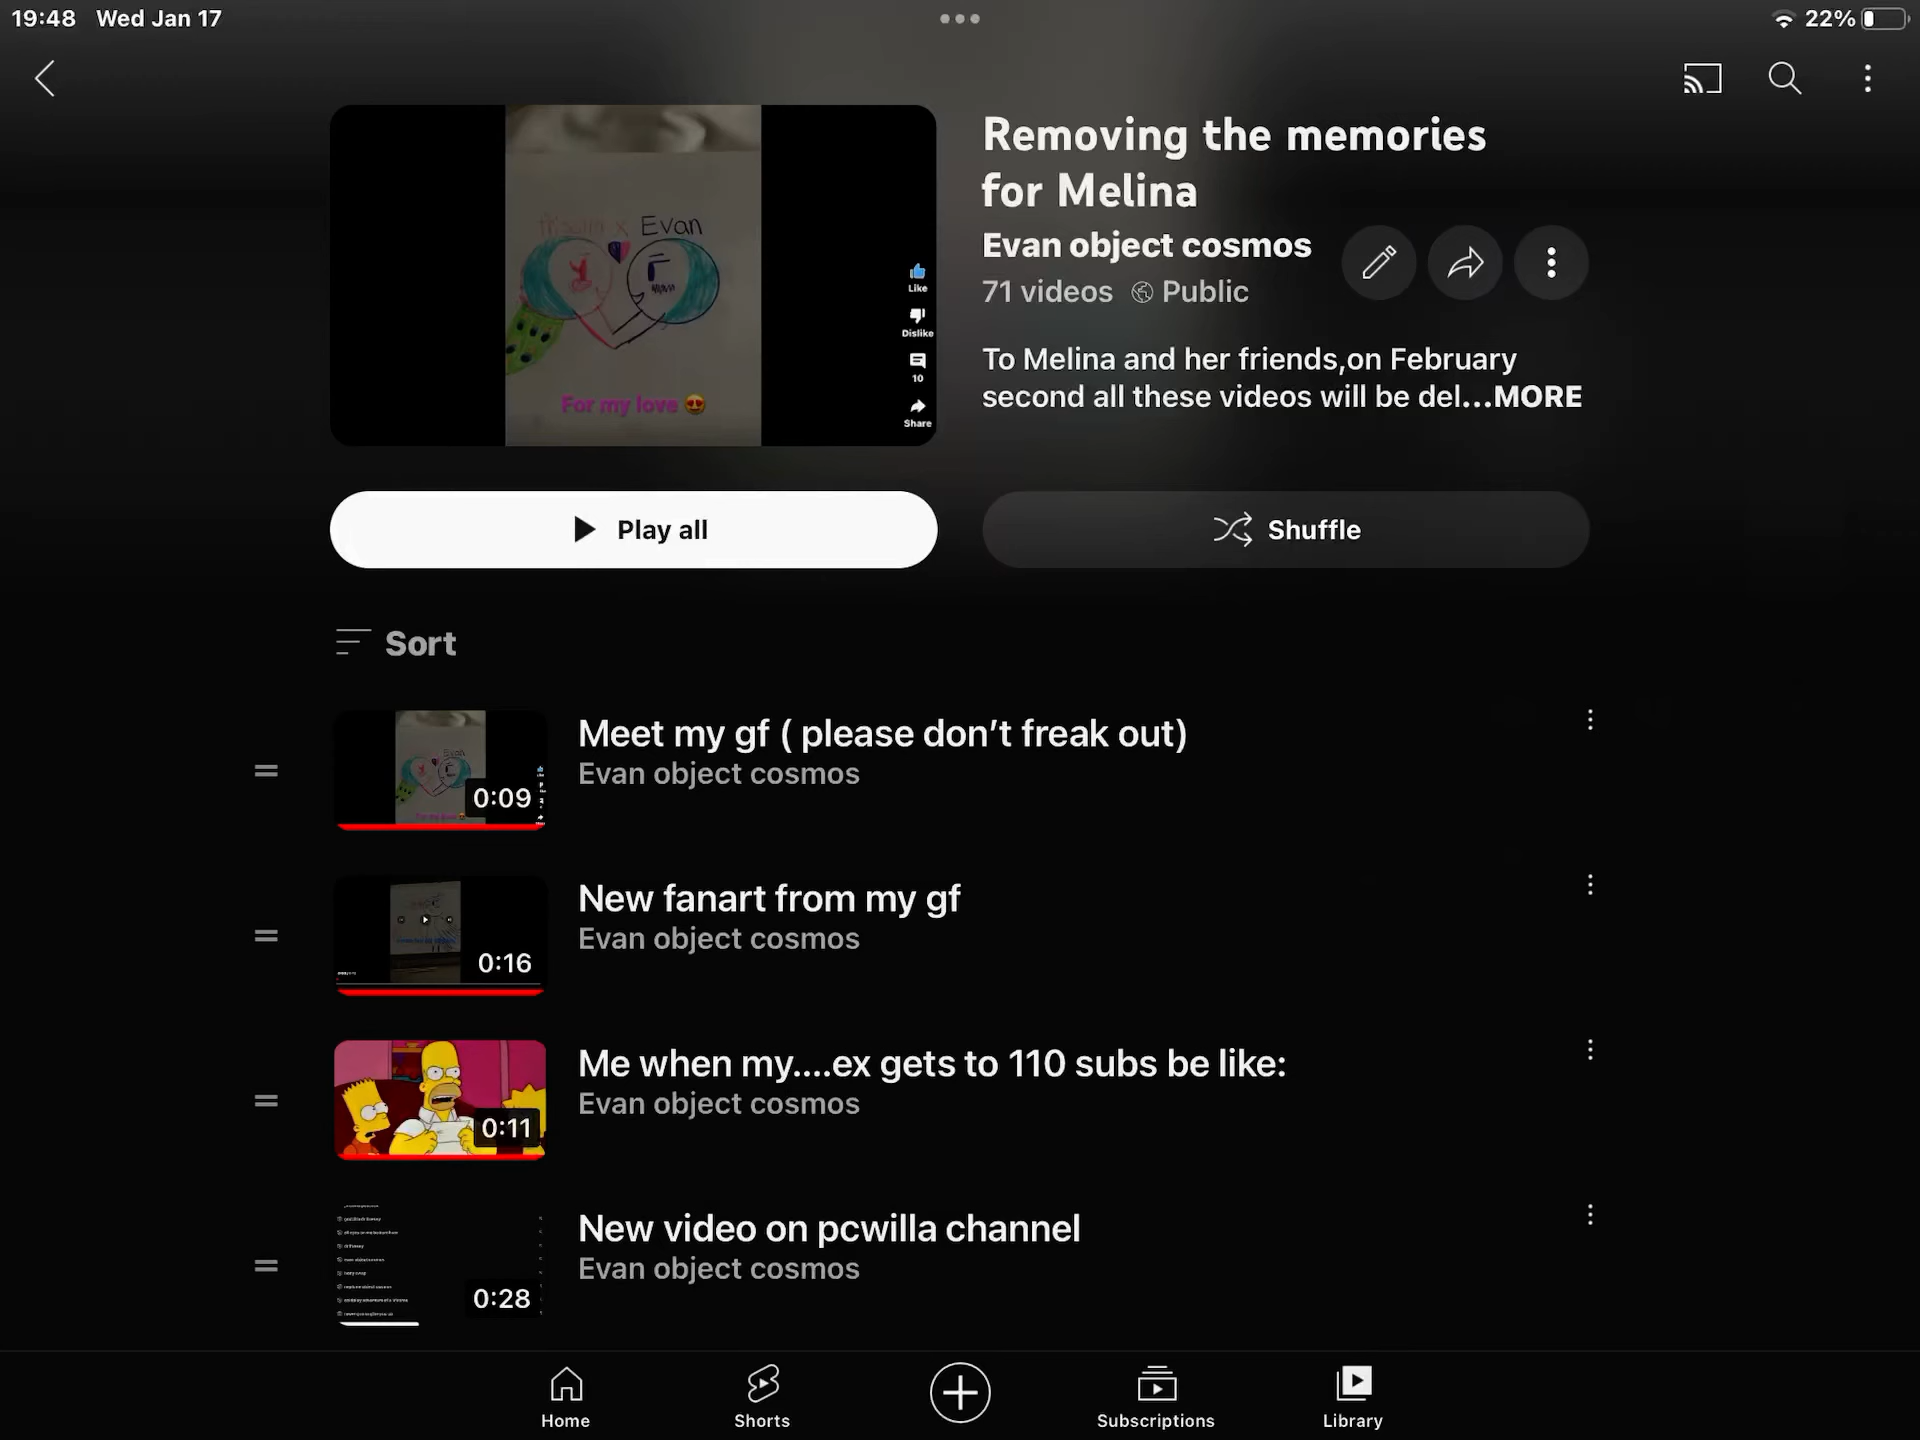 19:48 Wed Jan 17
22%
x Evan
For my love 😍
Like
Dislike
10
Share
Removing the memories
for Melina
Evan object cosmos
71 videos Public
To Melina and her friends,on February
second all these videos will be del...MORE
Play all
Shuffle
Sort
0:09
Meet my gf ( please don’t freak out)
Evan object cosmos
0:16
New fanart from my gf
Evan object cosmos
0:11
Me when my....ex gets to 110 subs be like:
Evan object cosmos
0:28
New video on pcwilla channel
Evan object cosmos
Home
Shorts
Subscriptions
Library